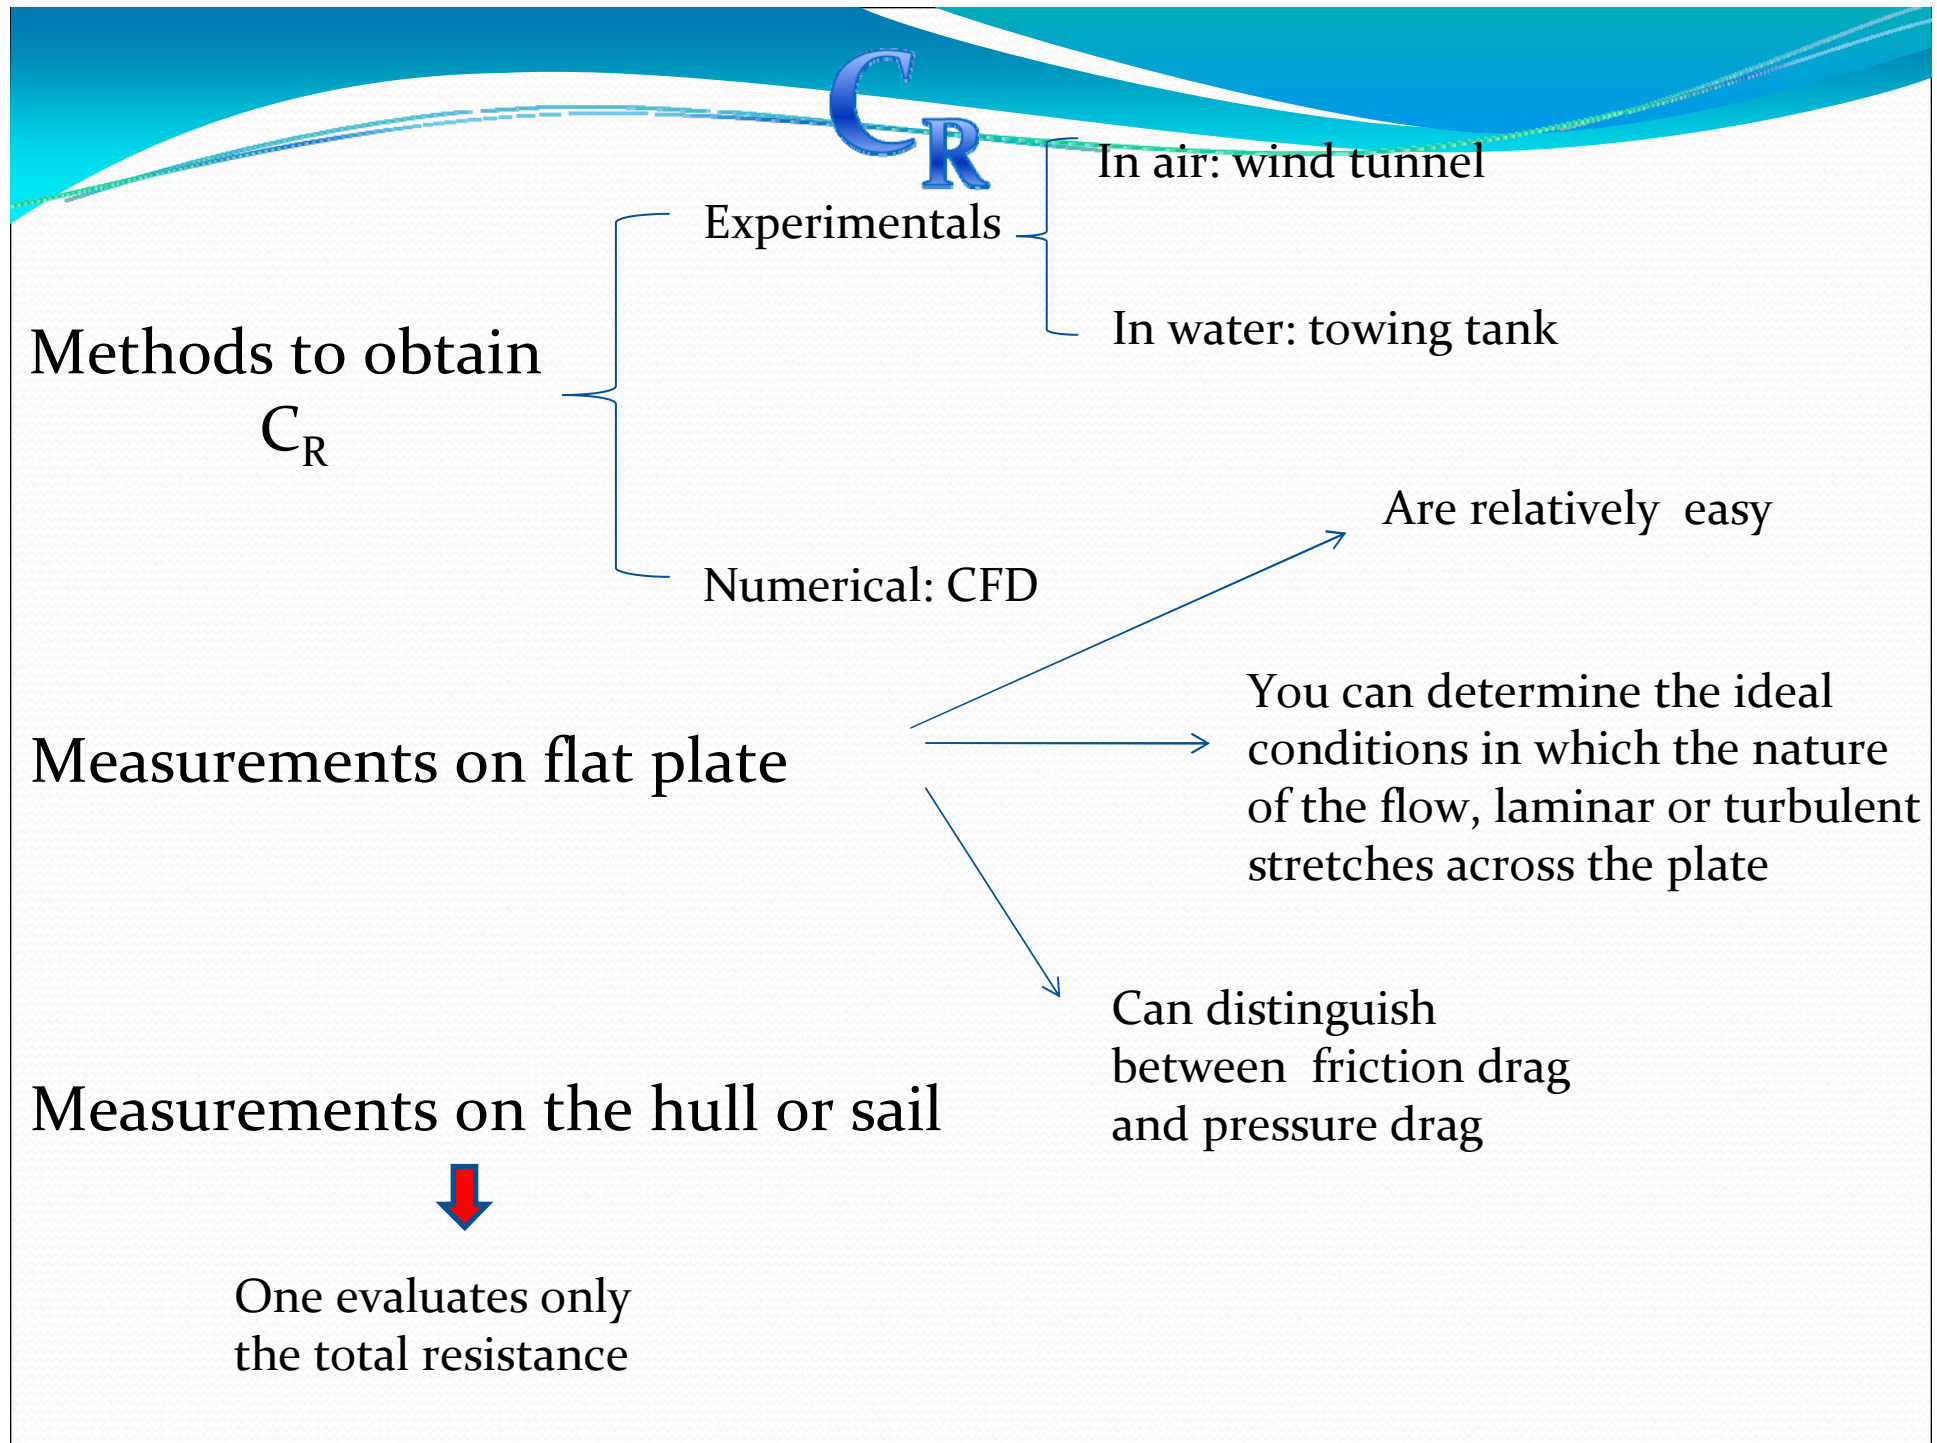 C_R
Experimentals
In air: wind tunnel
In water: towing tank
Methods to obtain
C_R
Numerical: CFD
Measurements on flat plate
Are relatively  easy
You can determine the ideal
conditions in which the nature
of the flow, laminar or turbulent
stretches across the plate
Can distinguish
between  friction drag
and pressure drag
Measurements on the hull or sail
One evaluates only
the total resistance